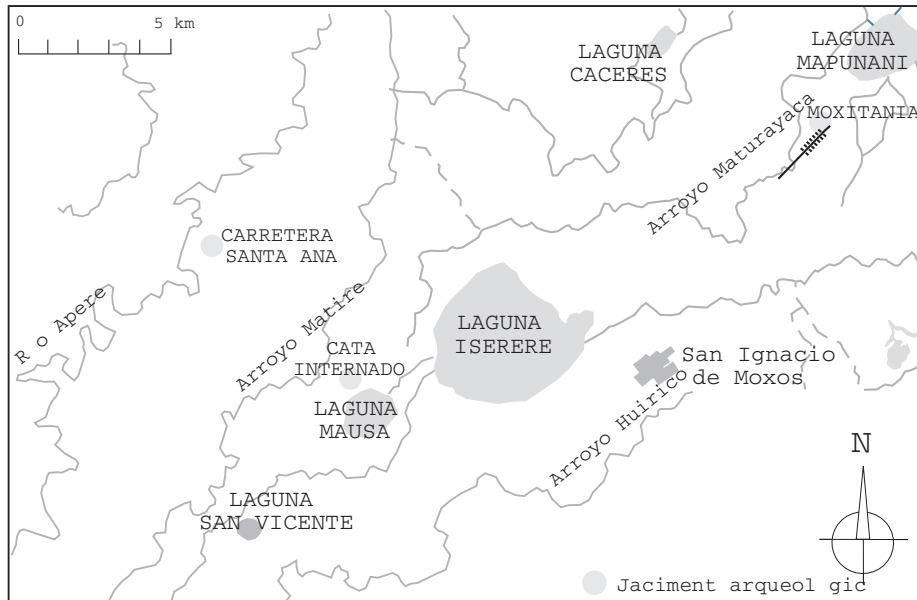 0 5 km
LAGUNA
CACERES
LAGUNA
MAPUNANI
MOXITANIA
Arroyo Maturayaca
CARRETERA
SANTA ANA
R o Apere
Arroyo Matire
LAGUNA
ISERERE
CATA
INTERNADO
San Ignacio
de Moxos
LAGUNA
MAUSA
Arroyo Huirico
N
LAGUNA
SAN VICENTE
Jaciment arqueol gic